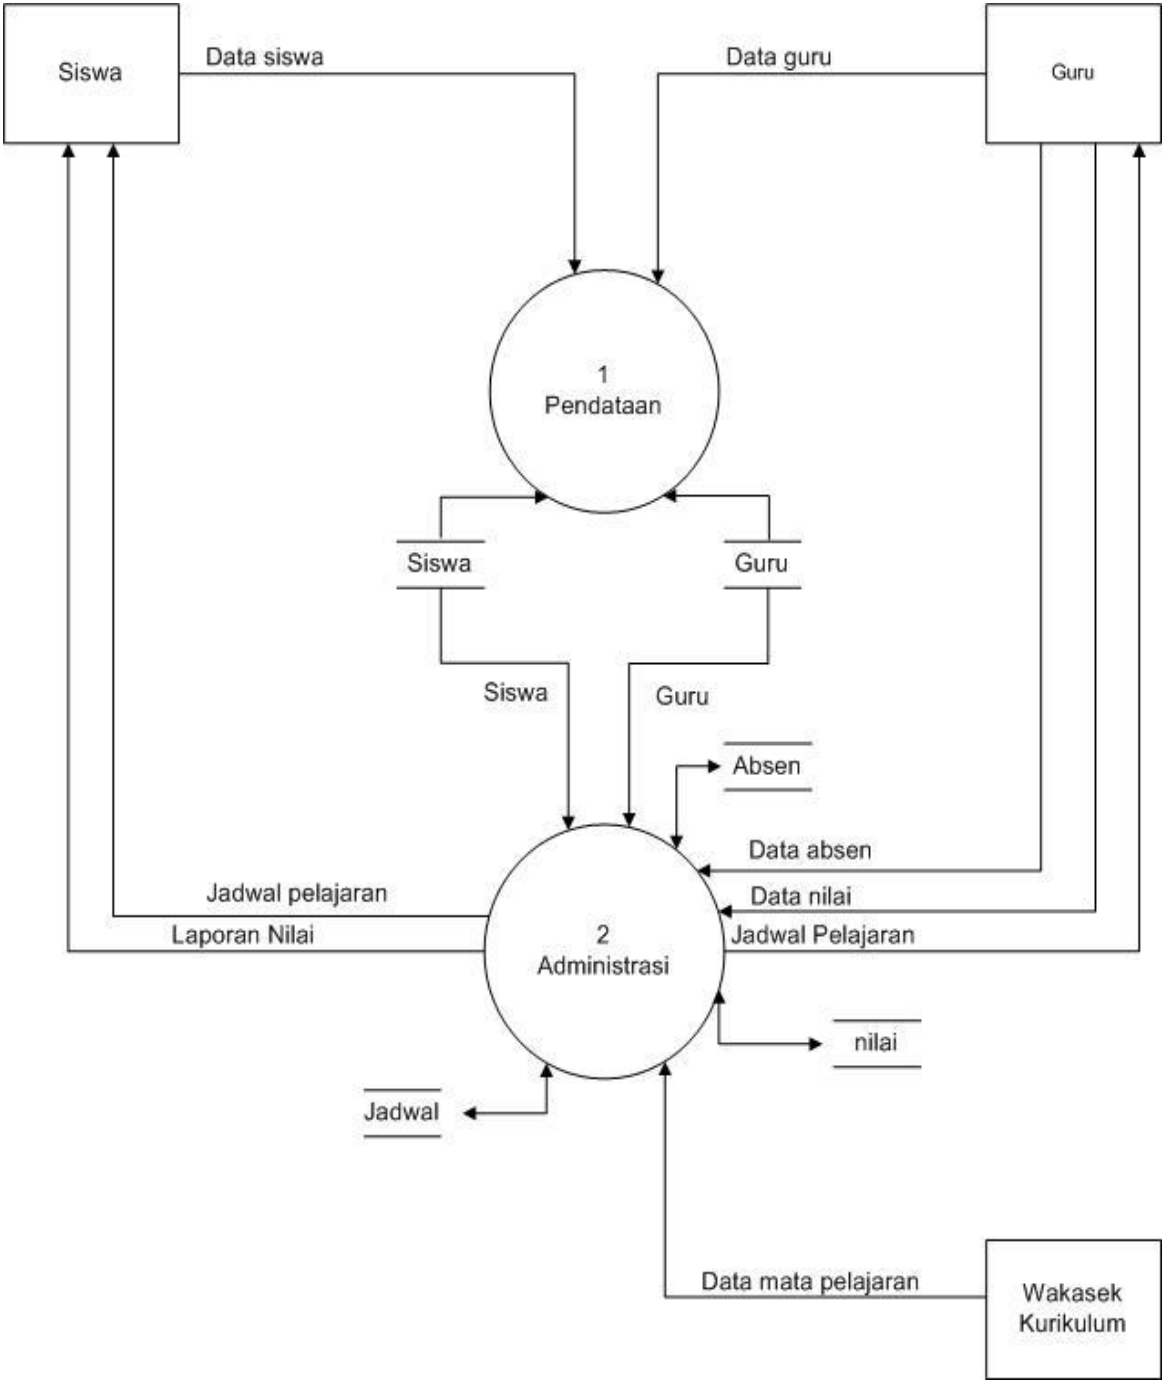 Data siswa
Data guru
Siswa
Guru
1
Pendataan
Siswa
Guru
Siswa
Guru
Absen
Data absen
Jadwal pelajaran
Data nilai
Laporan Nilai
Jadwal Pelajaran
2
Administrasi
nilai
Jadwal
Data mata pelajaran
Wakasek
Kurikulum